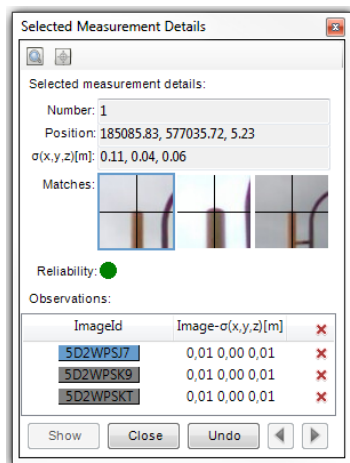 Selected Measurement Details
Selected measurement details:
Number: 1
Position: 185085.83, 577035.72, 5.23
σ(x,y,z)[m]: 0.11, 0.04, 0.06
Matches:
Reliability:
Observations:
ImageId Image-σ(x,y,z)[m]
5D2WPSJ7 0,01 0,00 0,01
5D2WPSK9 0,01 0,00 0,01
5D2WPSKT 0,01 0,00 0,01
Show Close Undo